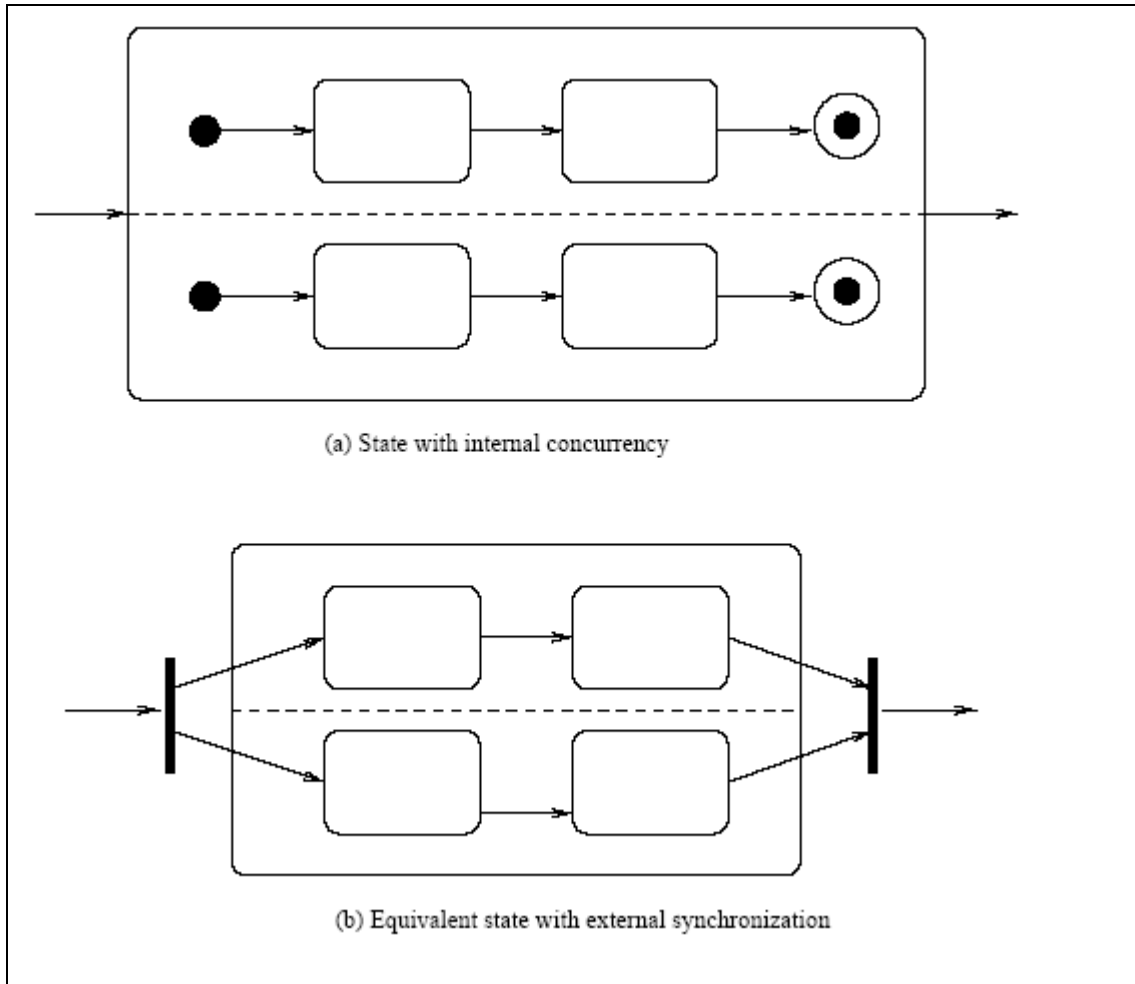 (a) State with internal concurrency
(b) Equivalent state with external synchronization